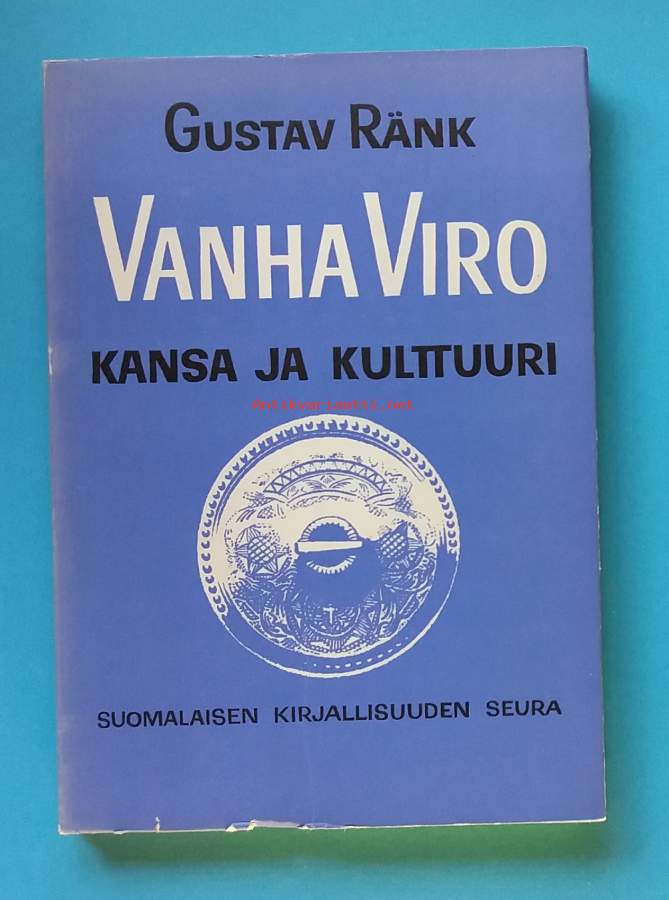 GUSTAV RÄNK
VANHA VIRO
KANSA JA KULTTUURI
Antikvariaatti.net
SUOMALAISEN KIRJALLISUUDEN SEURA